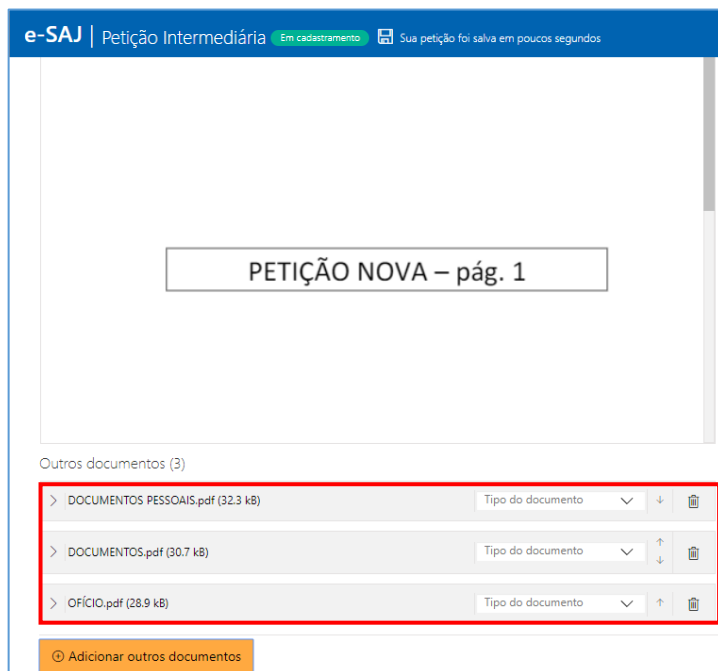 e-SAJ | Petição Intermediária Em cadastramento Sua petição foi salva em poucos segundos
PETIÇÃO NOVA – pág. 1
Outros documentos (3)
DOCUMENTOS PESSOAIS.pdf (32.3 kB) Tipo do documento
DOCUMENTOS.pdf (30.7 kB) Tipo do documento
OFÍCIO.pdf (28.9 kB) Tipo do documento
Adicionar outros documentos